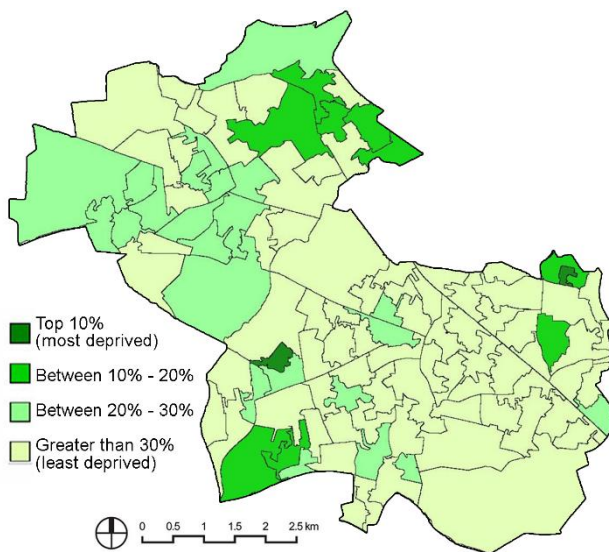 Top 10%
(most deprived)
Between 10% - 20%
Between 20% - 30%
Greater than 30%
(least deprived)
0 0.5 1 1.5 2 2.5 km